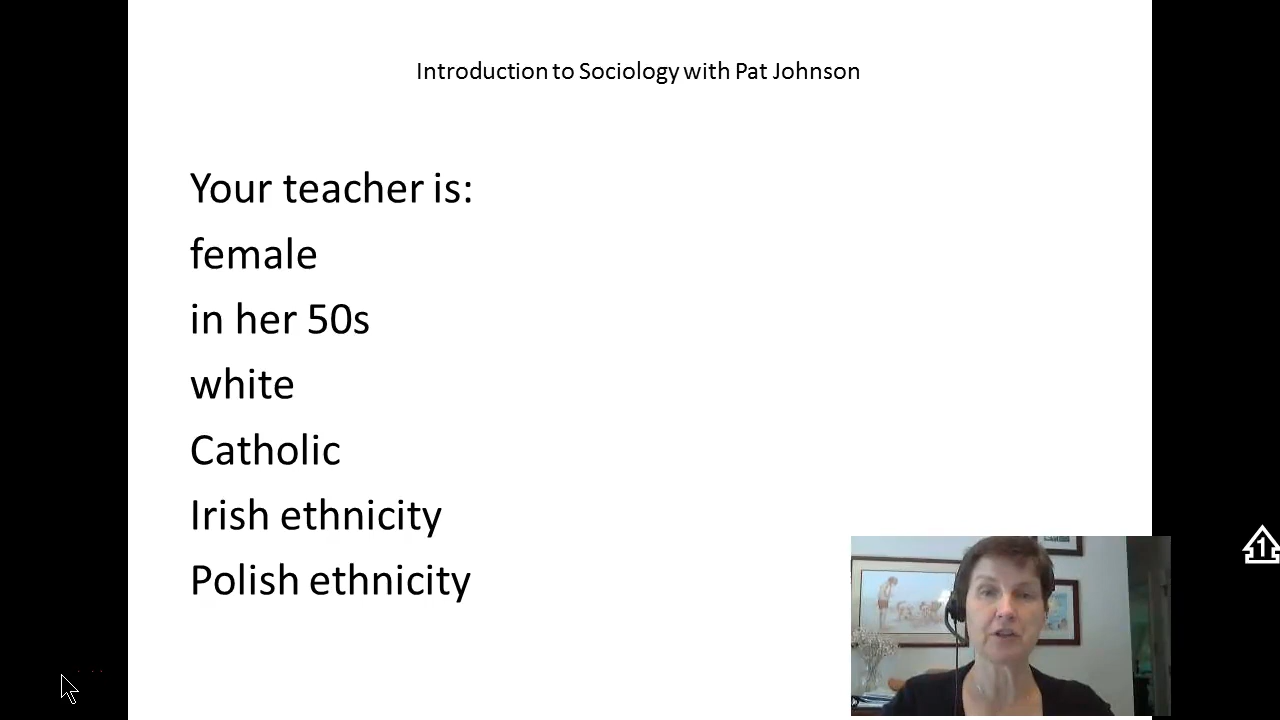 Introduction to Sociology with Pat Johnson
Your teacher is:
female
in her 50s
white
Catholic
Irish ethnicity
Polish ethnicity
1